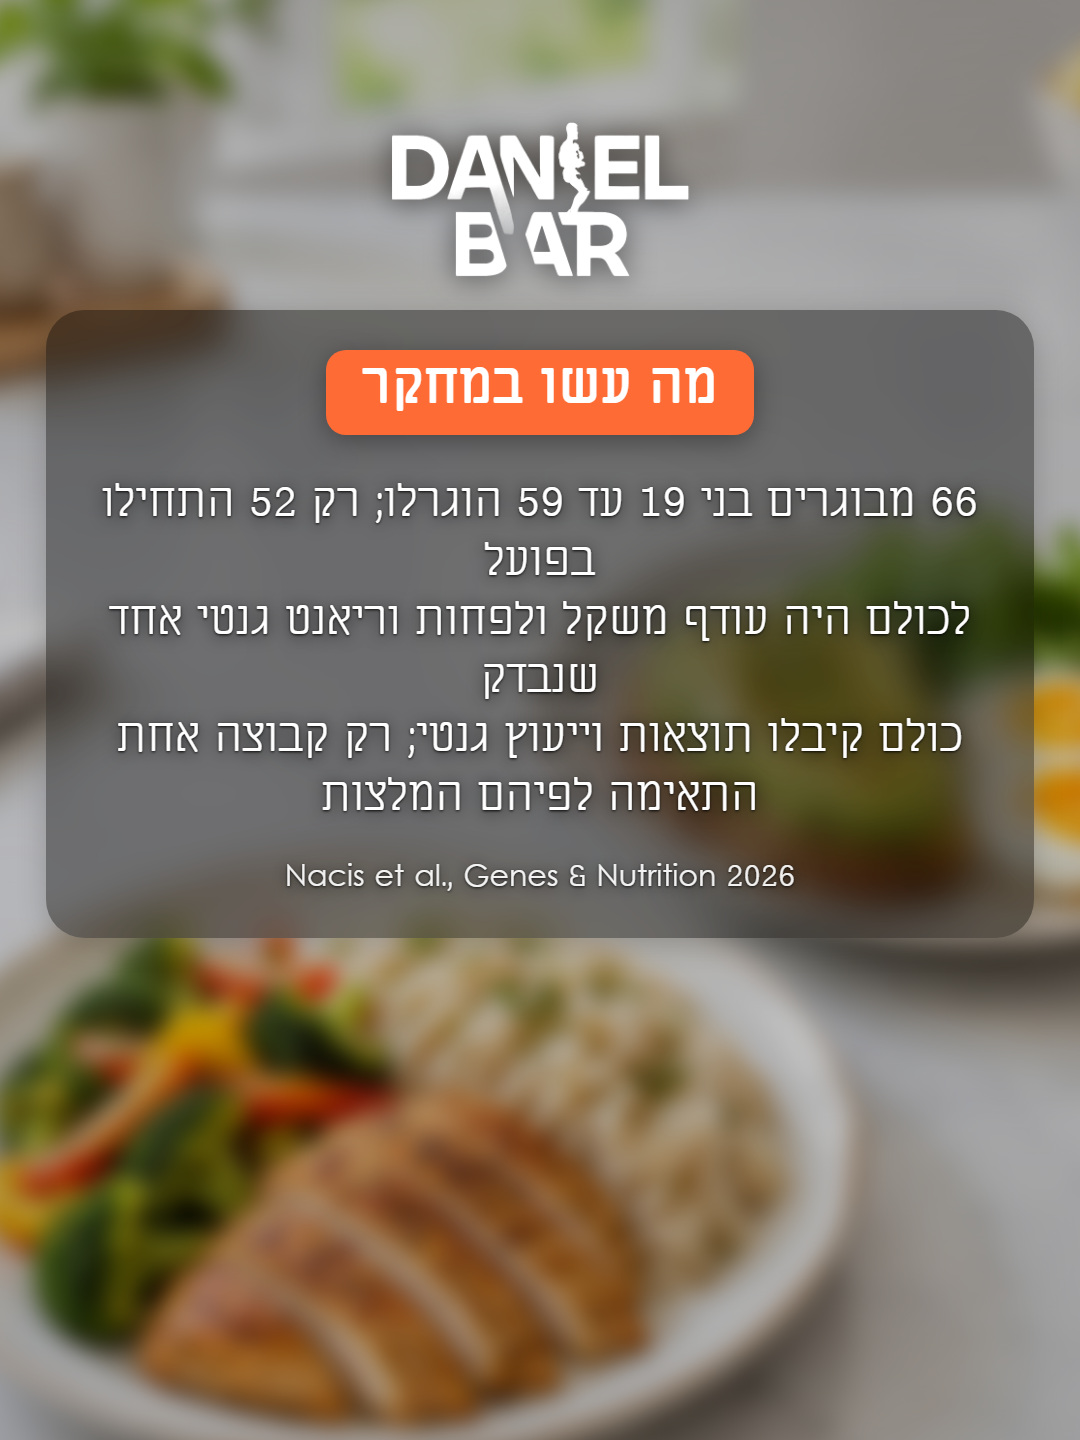 DANIEL
BAR
מה עשו במחקר
66 מבוגרים בני 19 עד 59 הוגרלו; רק 52 התחילו
בפועל
לכולם היה עודף משקל ולפחות וריאנט גנטי אחד
שנבדק
כולם קיבלו תוצאות וייעוץ גנטי; רק קבוצה אחת
התאימה לפיהם המלצות
Nacis et al., Genes & Nutrition 2026